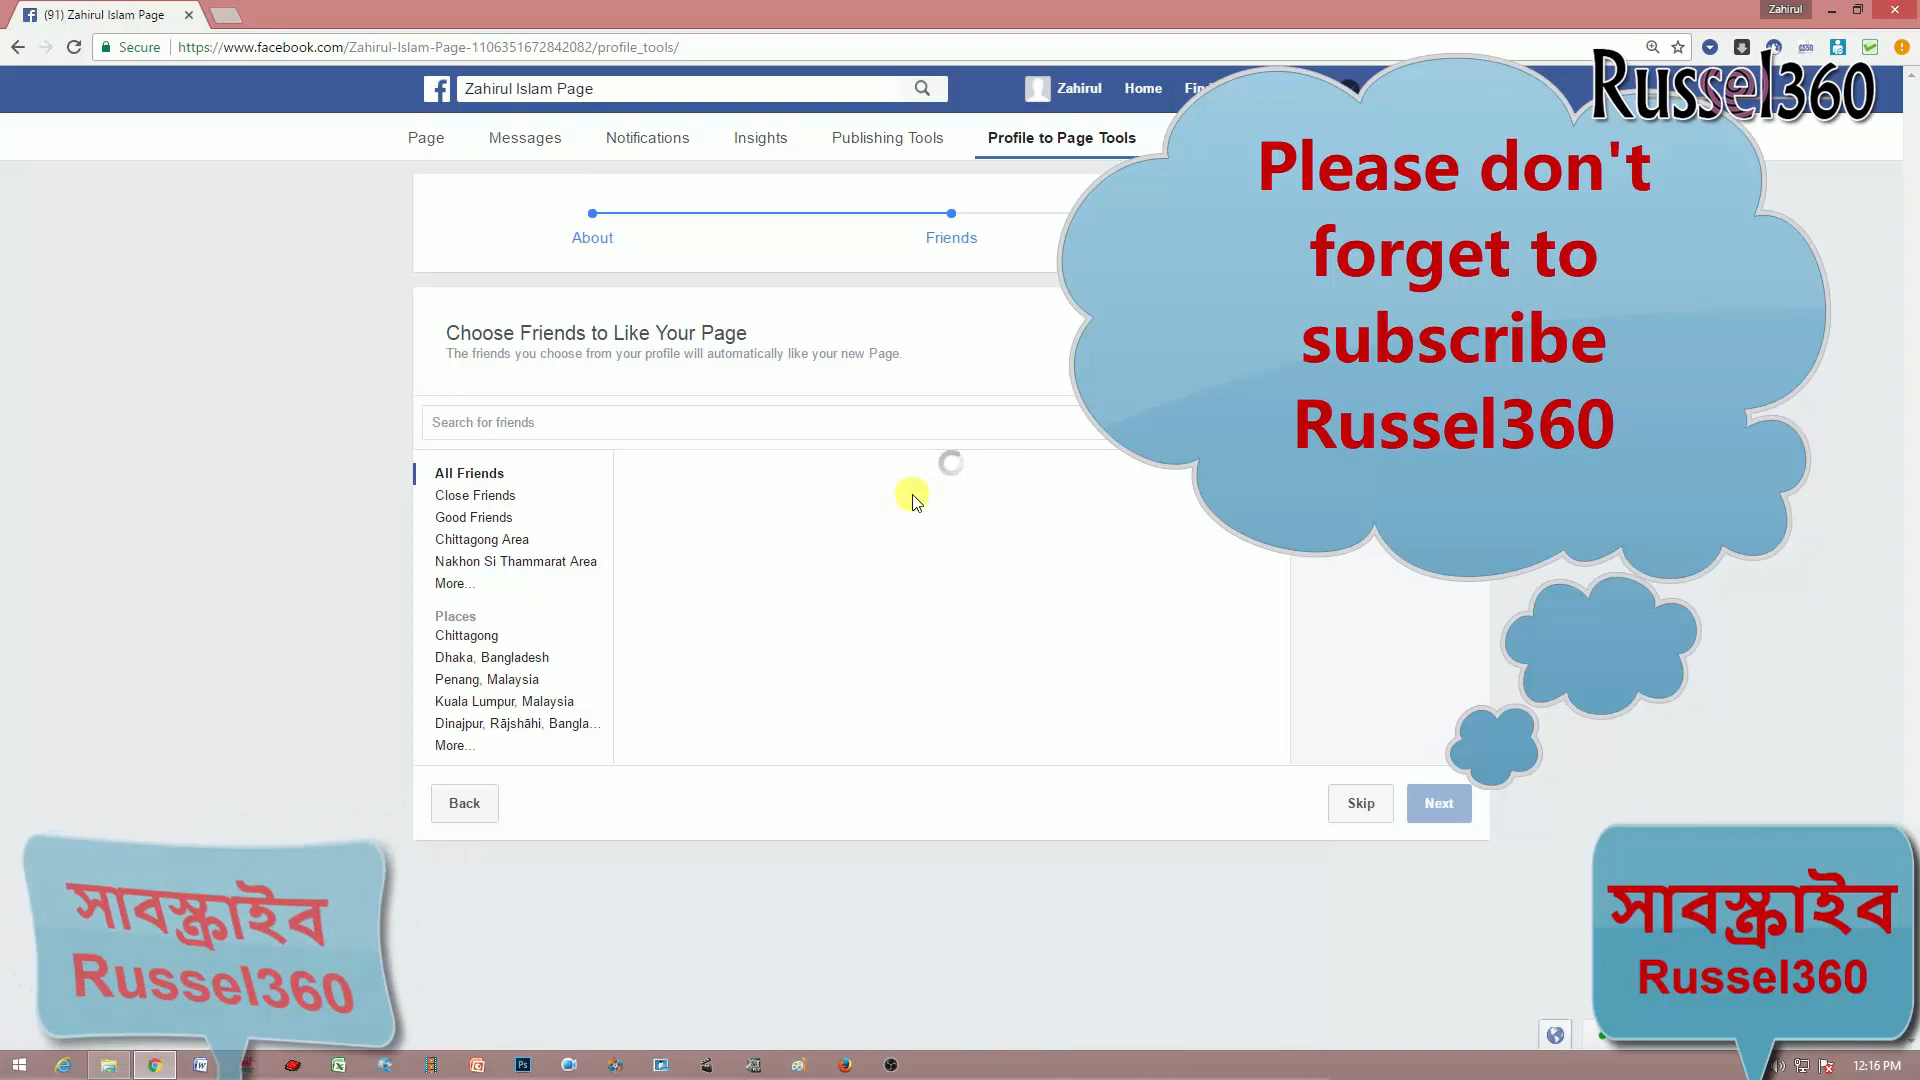 (91) Zahirul Islam Page
Zahirul
Secure
https://www.facebook.com/Zahirul-Islam-Page-1106351672842082/profile_tools/
Russel360
Zahirul Islam Page
Zahirul
Home
Page
Messages
Notifications
Insights
Publishing Tools
Profile to Page Tools
Please don't
forget to
subscribe
Russel360
About
Friends
Choose Friends to Like Your Page
The friends you choose from your profile will automatically like your new Page.
Search for friends
All Friends
Close Friends
Good Friends
Chittagong Area
Nakhon Si Thammarat Area
More...
Places
Chittagong
Dhaka, Bangladesh
Penang, Malaysia
Kuala Lumpur, Malaysia
Dinajpur, Rājshāhi, Bangla...
More...
Back
Skip
Next
সাবস্ক্রাইব
Russel360
সাবস্ক্রাইব
Russel360
12:16 PM